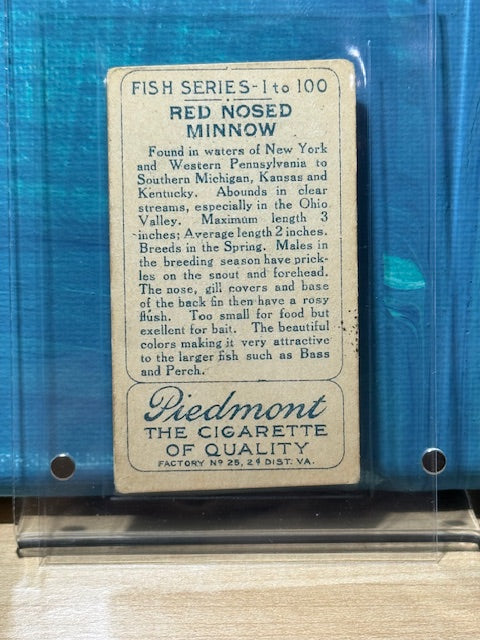 FISH SERIES-1 to 100
RED NOSED
MINNOW
Found in waters of New York
and Western Pennsylvania to
Southern Michigan, Kansas and
Kentucky. Abounds in clear
streams, especially in the Ohio
Valley. Maximum length 3
inches; Average length 2 inches.
Breeds in the Spring. Males in
the breeding season have prick-
les on the snout and forehead.
The nose, gill covers and base
of the back fin then have a rosy
flush. Too small for food but
exellent for bait. The beautiful
colors making it very attractive
to the larger fish such as Bass
and Perch.
Piedmont
THE CIGARETTE
OF QUALITY
FACTORY Nº 25, 2d DIST. VA.